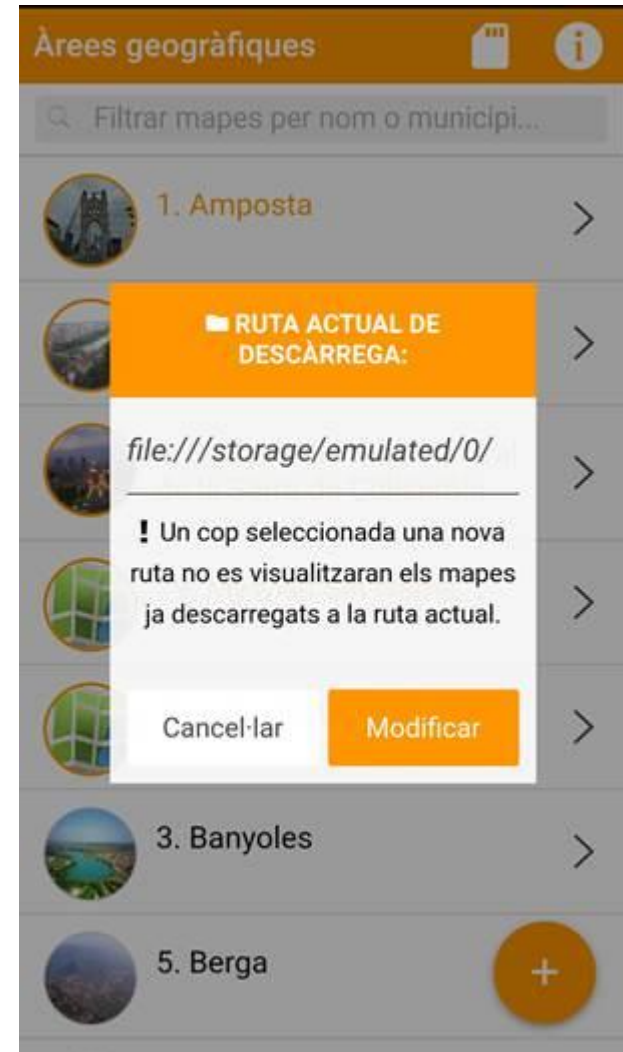 Àrees geogràfiques
Filtrar mapes per nom o municipi...
1. Amposta
RUTA ACTUAL DE
DESCÀRREGA:
file:///storage/emulated/0/
! Un cop seleccionada una nova
ruta no es visualitzaran els mapes
ja descarregats a la ruta actual.
Cancel·lar
Modificar
3. Banyoles
5. Berga